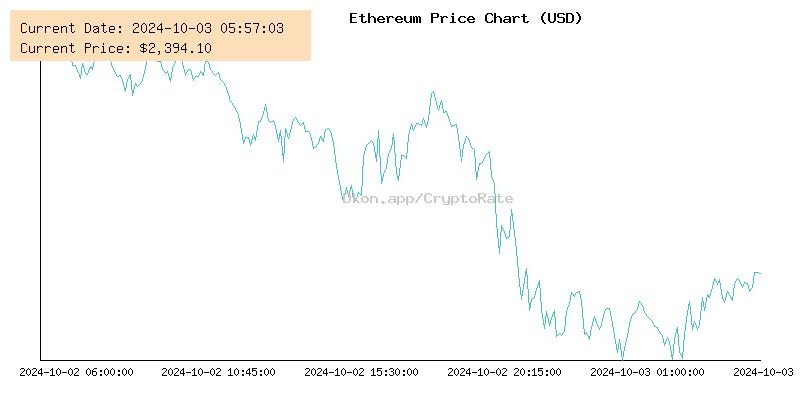 Ethereum Price Chart (USD)
Current Date: 2024-10-03 05:57:03
Current Price: $2,394.10
Dkon.app/CryptoRate
2024-10-02 06:00:00 2024-10-02 10:45:00 2024-10-02 15:30:00 2024-10-02 20:15:00 2024-10-03 01:00:00 2024-10-03